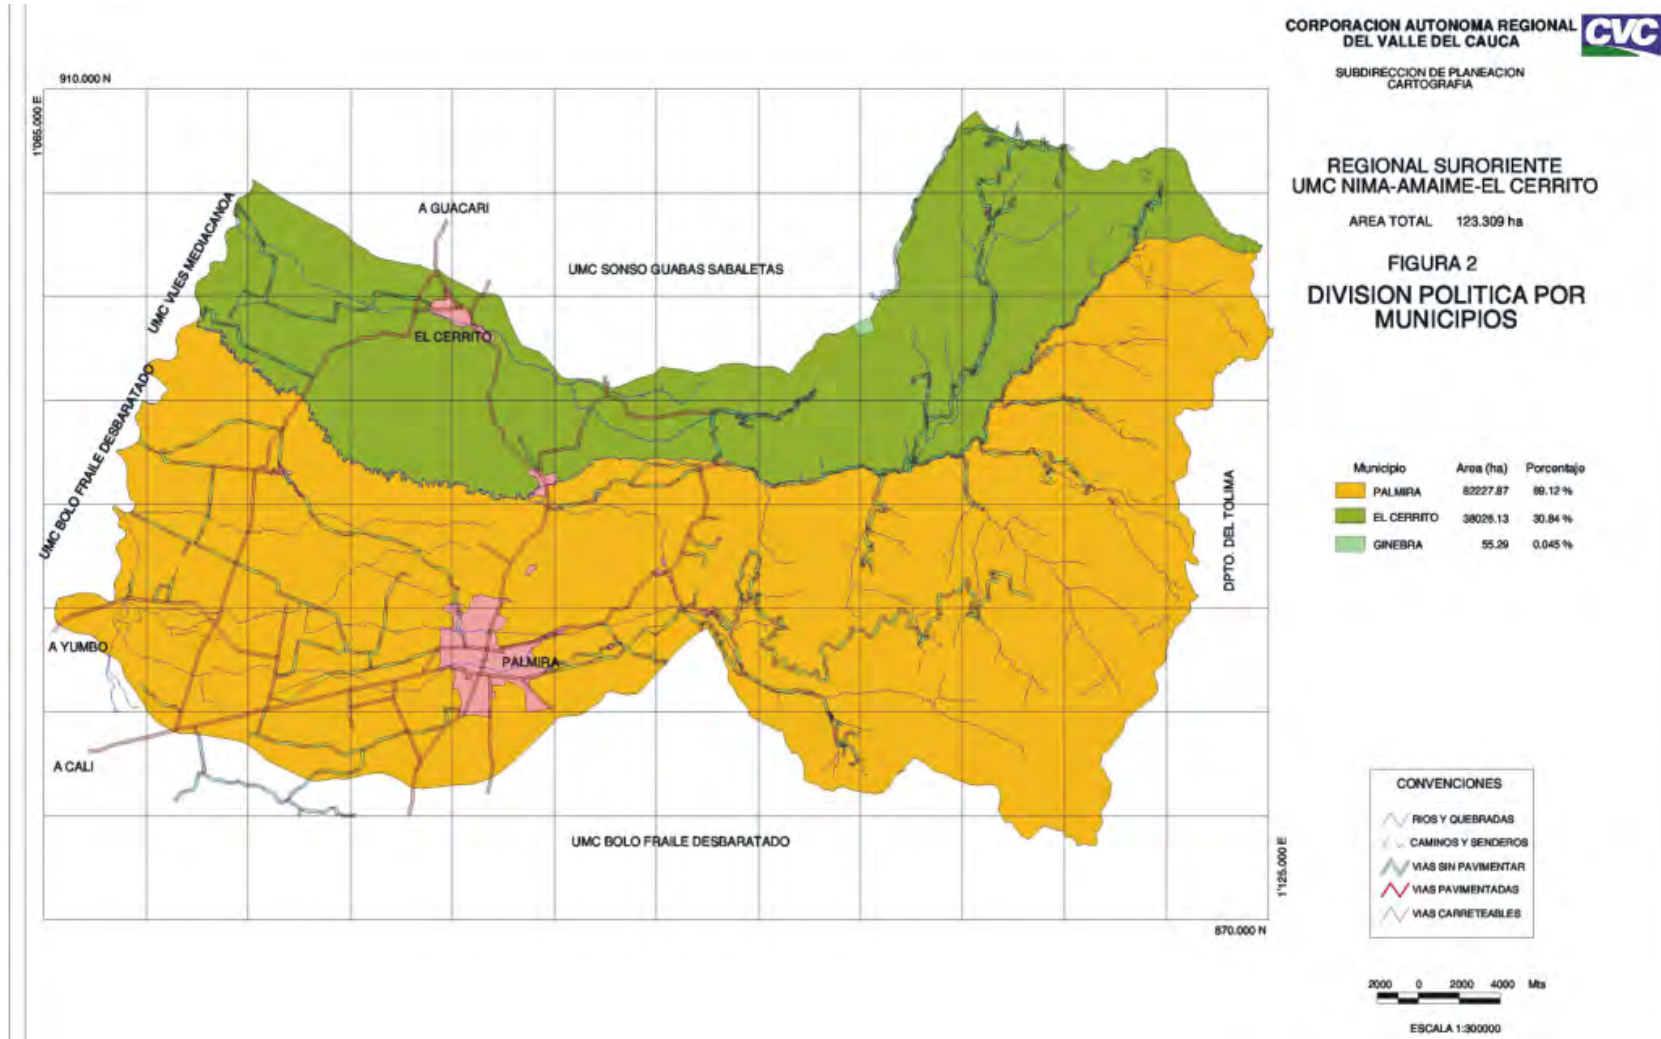 CORPORACION AUTONOMA REGIONAL
DEL VALLE DEL CAUCA
CVC
SUBDIRECCION DE PLANEACION
CARTOGRAFIA
REGIONAL SURORIENTE
UMC NIMA-AMAIME-EL CERRITO
AREA TOTAL 123.309 ha
FIGURA 2
DIVISION POLITICA POR
MUNICIPIOS
910.000 N
1'085.000 E
UMC VIJES MEDIACANOA
A GUACARI
UMC SONSO GUABAS SABALETAS
EL CERRITO
UMC BOLO FRAILE DESBARATADO
DPTO. DEL TOLIMA
A YUMBO
PALMIRA
A CALI
UMC BOLO FRAILE DESBARATADO
1'125.000 E
870.000 N
Municipio Area (ha) Porcentaje
PALMIRA 82227.87 69.12 %
EL CERRITO 38026.13 30.84 %
GINEBRA 55.29 0.045 %
CONVENCIONES
RIOS Y QUEBRADAS
CAMINOS Y SENDEROS
VIAS SIN PAVIMENTAR
VIAS PAVIMENTADAS
VIAS CARRETEABLES
2000 0 2000 4000 Mts
ESCALA 1:300000